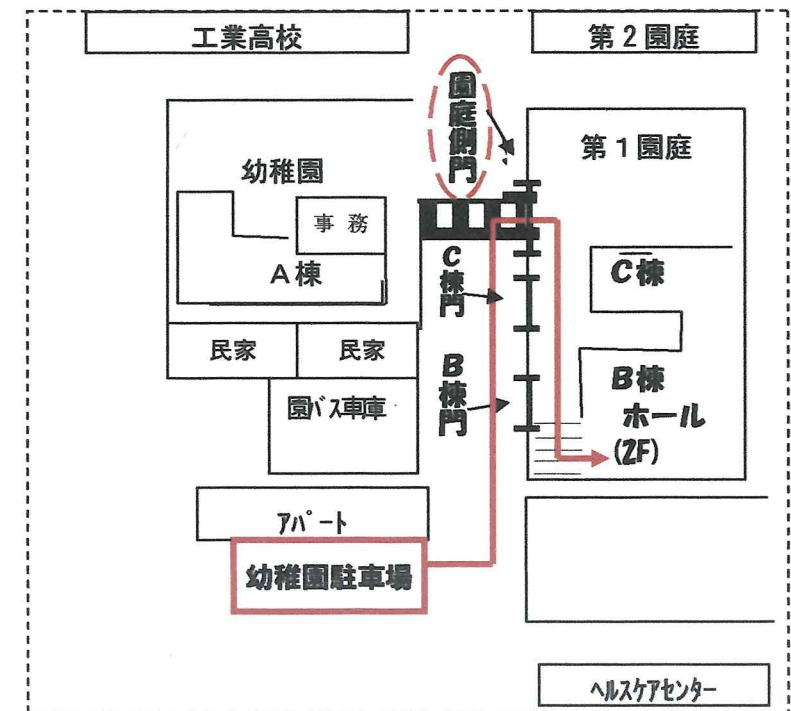 工業高校
第2園庭
園庭側門
第1園庭
幼稚園
事務
A棟
C棟門
C棟
民家
民家
B棟門
B棟
ホール
(2F)
園バス車庫
アパート
幼稚園駐車場
ヘルスケアセンター